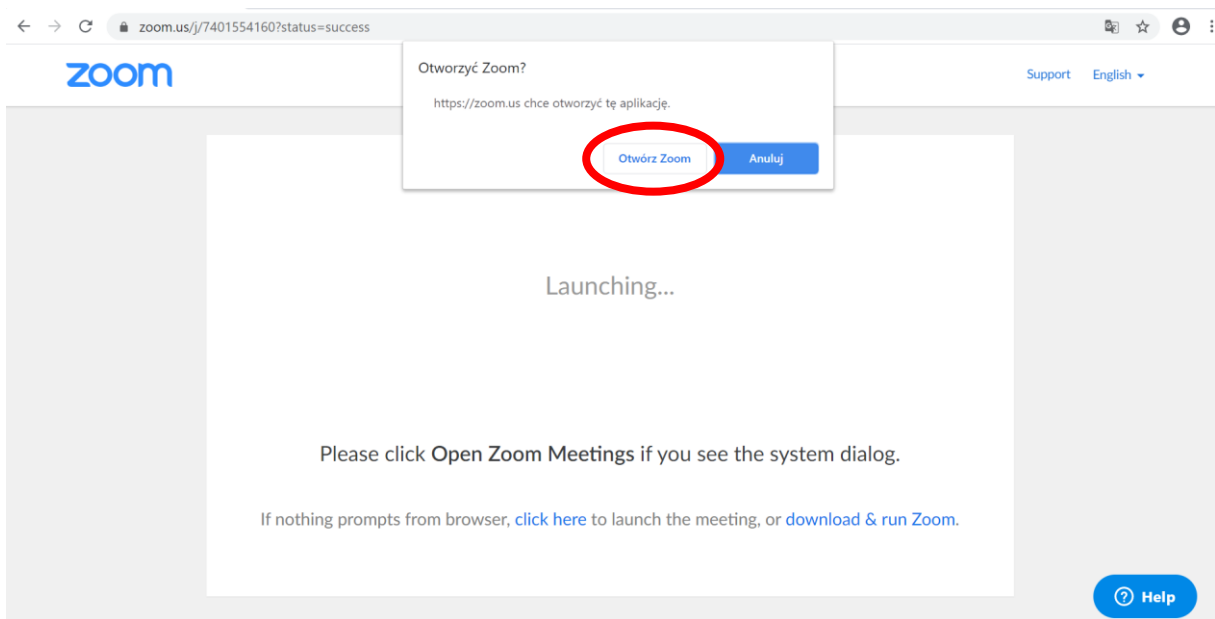 zoom.us/j/7401554160?status=success
zoom
Support English
Otworzyć Zoom?
https://zoom.us chce otworzyć tę aplikację.
Otwórz Zoom Anuluj
Launching...
Please click Open Zoom Meetings if you see the system dialog.
If nothing prompts from browser, click here to launch the meeting, or download & run Zoom.
? Help